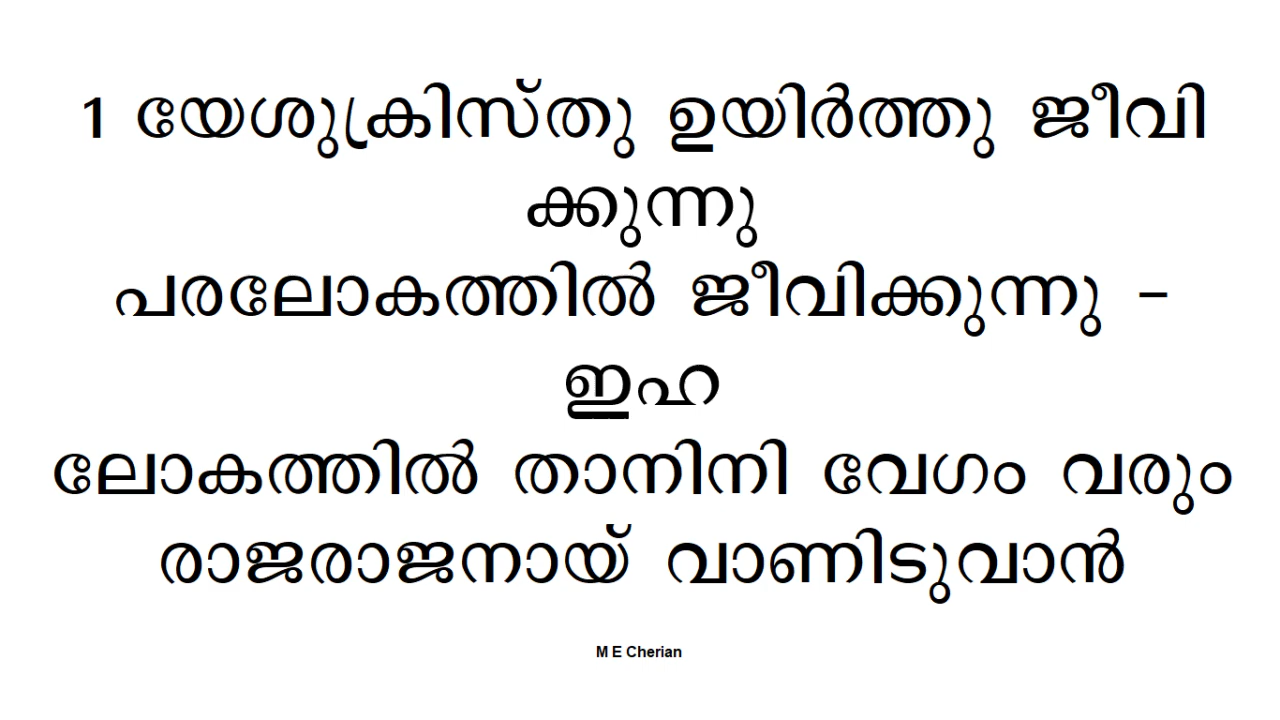 1 യേശുക്രിസ്തു ഉയിർത്തു ജീവി
ക്കുന്നു
പരലോകത്തിൽ ജീവിക്കുന്നു –
ഇഹ
ലോകത്തിൽ താനിനി വേഗം വരും
രാജരാജനായ് വാണിടുവാൻ
M E Cherian